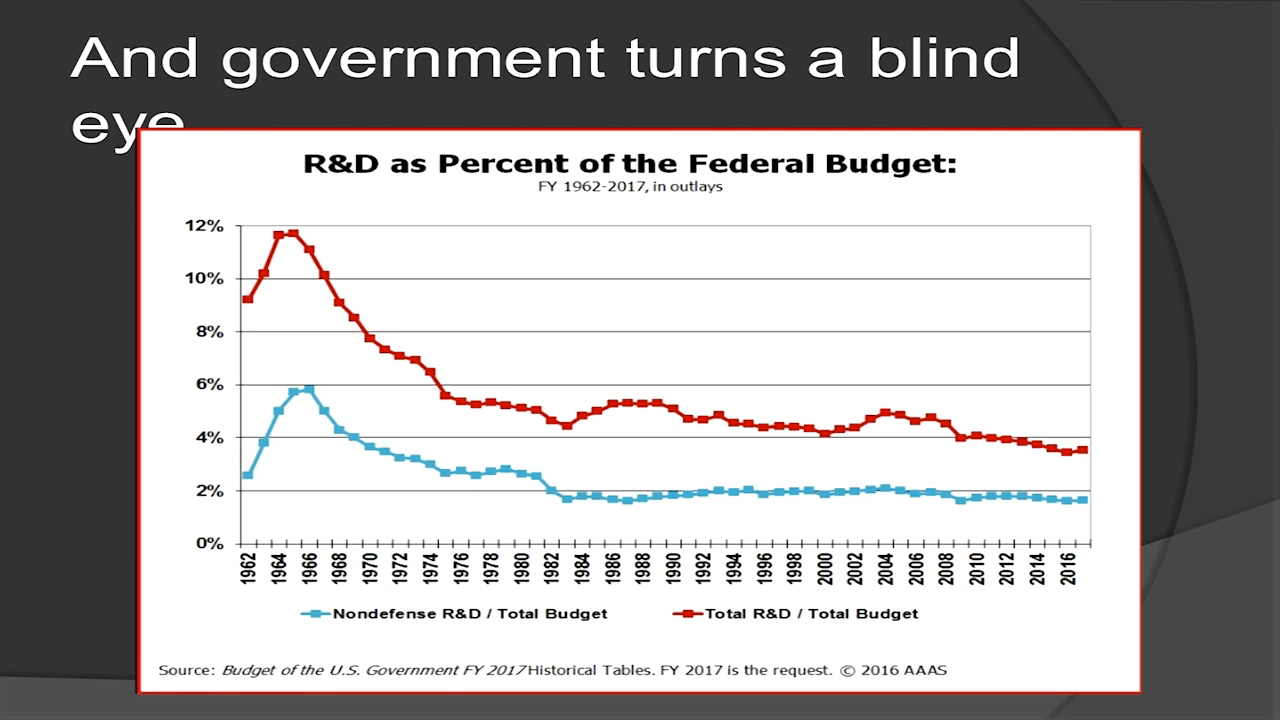 And government turns a blind
eye
R&D as Percent of the Federal Budget:
FY 1962-2017, in outlays
12%
10%
8%
6%
4%
2%
0%
1962 1964 1966 1968 1970 1972 1974 1976 1978 1980 1982 1984 1986 1988 1990 1992 1994 1996 1998 2000 2002 2004 2006 2008 2010 2012 2014 2016
Nondefense R&D / Total Budget Total R&D / Total Budget
Source: Budget of the U.S. Government FY 2017 Historical Tables. FY 2017 is the request. © 2016 AAAS